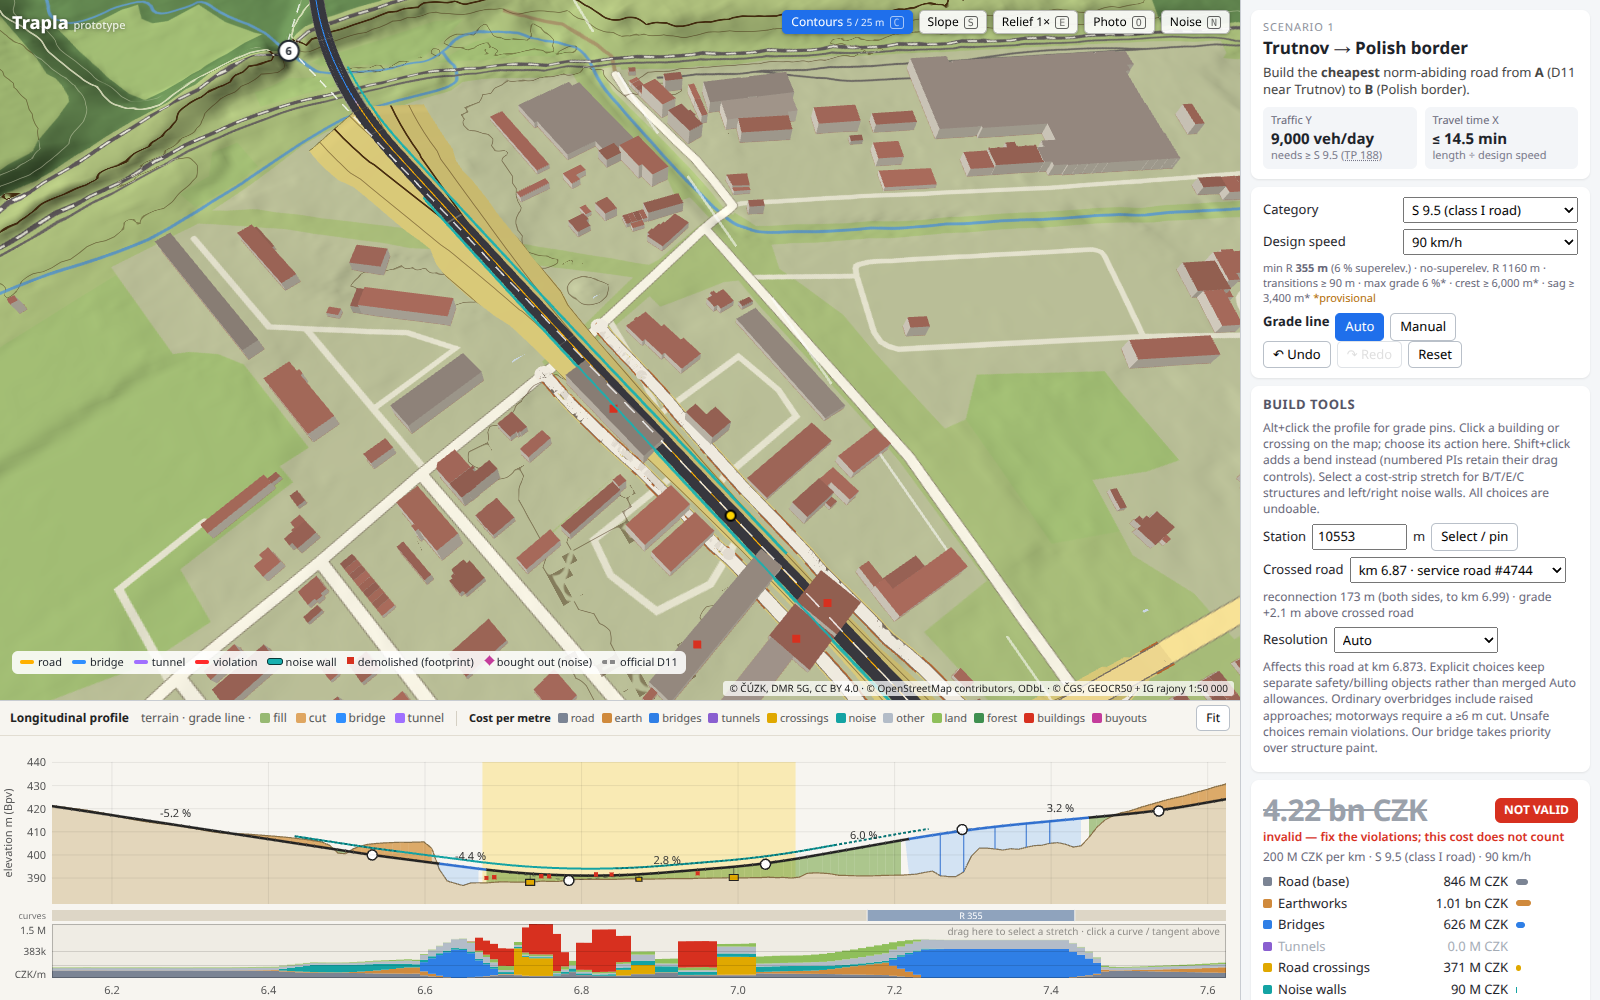 Trapla prototype
Contours 5 / 25 m C
Slope S
Relief 1× E
Photo O
Noise N
6
road
bridge
tunnel
violation
noise wall
demolished (footprint)
bought out (noise)
official D11
© ČÚZK, DMR 5G, CC BY 4.0 · © OpenStreetMap contributors, ODbL · © ČGS, GEOCR50 + IG rajony 1:50 000
Longitudinal profile
terrain · grade line ·
fill
cut
bridge
tunnel
Cost per metre
road
earth
bridges
tunnels
crossings
noise
other
land
forest
buildings
buyouts
Fit
elevation m (Bpv)
440
430
420
410
400
390
-5.2 %
-4.4 %
2.8 %
6.0 %
3.2 %
curves
R 355
1.5 M
383k
CZK/m
drag here to select a stretch · click a curve / tangent above
6.2
6.4
6.6
6.8
7.0
7.2
7.4
7.6
SCENARIO 1
Trutnov → Polish border
Build the cheapest norm-abiding road from A (D11
near Trutnov) to B (Polish border).
Traffic Y
9,000 veh/day
needs ≥ S 9.5 (TP 188)
Travel time X
≤ 14.5 min
length ÷ design speed
Category
S 9.5 (class I road)
Design speed
90 km/h
min R 355 m (6 % superelev.) · no-superelev. R 1160 m ·
transitions ≥ 90 m · max grade 6 %* · crest ≥ 6,000 m* · sag ≥
3,400 m* *provisional
Grade line
Auto
Manual
↶ Undo
↷ Redo
Reset
BUILD TOOLS
Alt+click the profile for grade pins. Click a building or
crossing on the map; choose its action here. Shift+click
adds a bend instead (numbered PIs retain their drag
controls). Select a cost-strip stretch for B/T/E/C
structures and left/right noise walls. All choices are
undoable.
Station 10553 m Select / pin
Crossed road km 6.87 · service road #4744
reconnection 173 m (both sides, to km 6.99) · grade
+2.1 m above crossed road
Resolution Auto
Affects this road at km 6.873. Explicit choices keep
separate safety/billing objects rather than merged Auto
allowances. Ordinary overbridges include raised
approaches; motorways require a ≥6 m cut. Unsafe
choices remain violations. Our bridge takes priority
over structure paint.
4.22 bn CZK
NOT VALID
invalid — fix the violations; this cost does not count
200 M CZK per km · S 9.5 (class I road) · 90 km/h
Road (base) 846 M CZK
Earthworks 1.01 bn CZK
Bridges 626 M CZK
Tunnels 0.0 M CZK
Road crossings 371 M CZK
Noise walls 90 M CZK